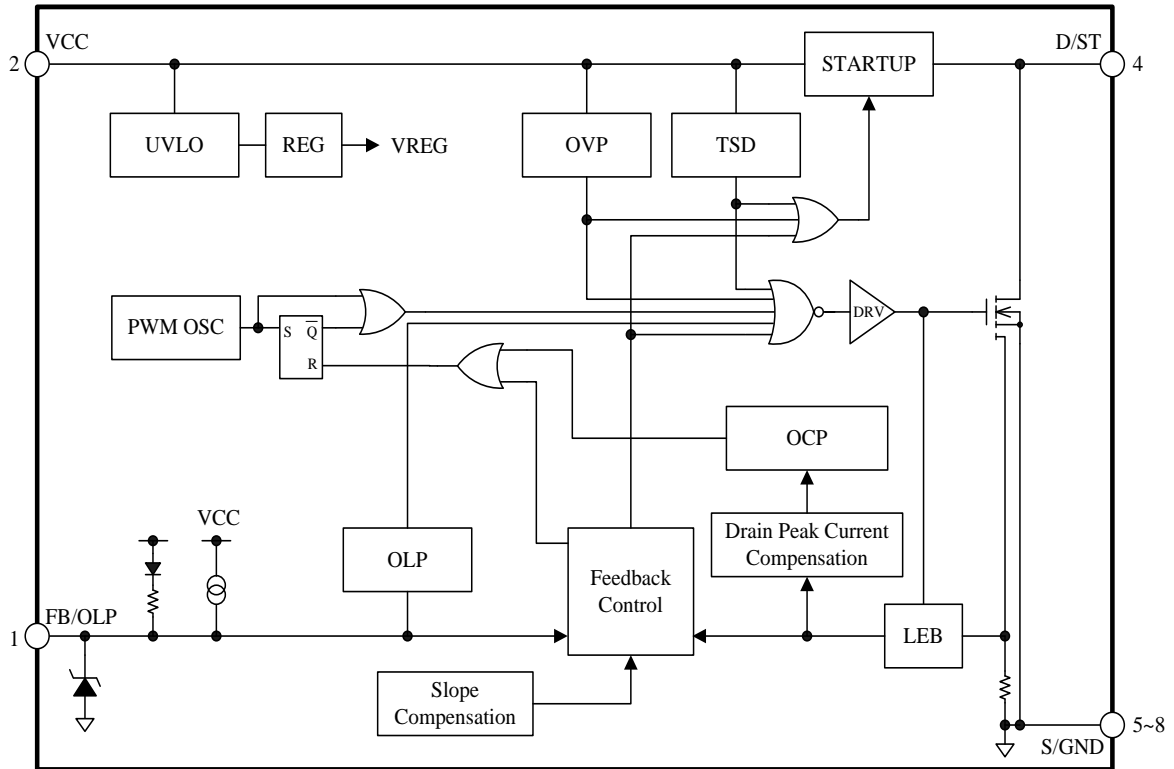 VCC
D/ST
2
STARTUP
4
UVLO
REG
VREG
OVP
TSD
PWM OSC
S
Q̅
R
DRV
OCP
VCC
OLP
Feedback
Control
Drain Peak Current
Compensation
FB/OLP
1
LEB
Slope
Compensation
5~8
S/GND